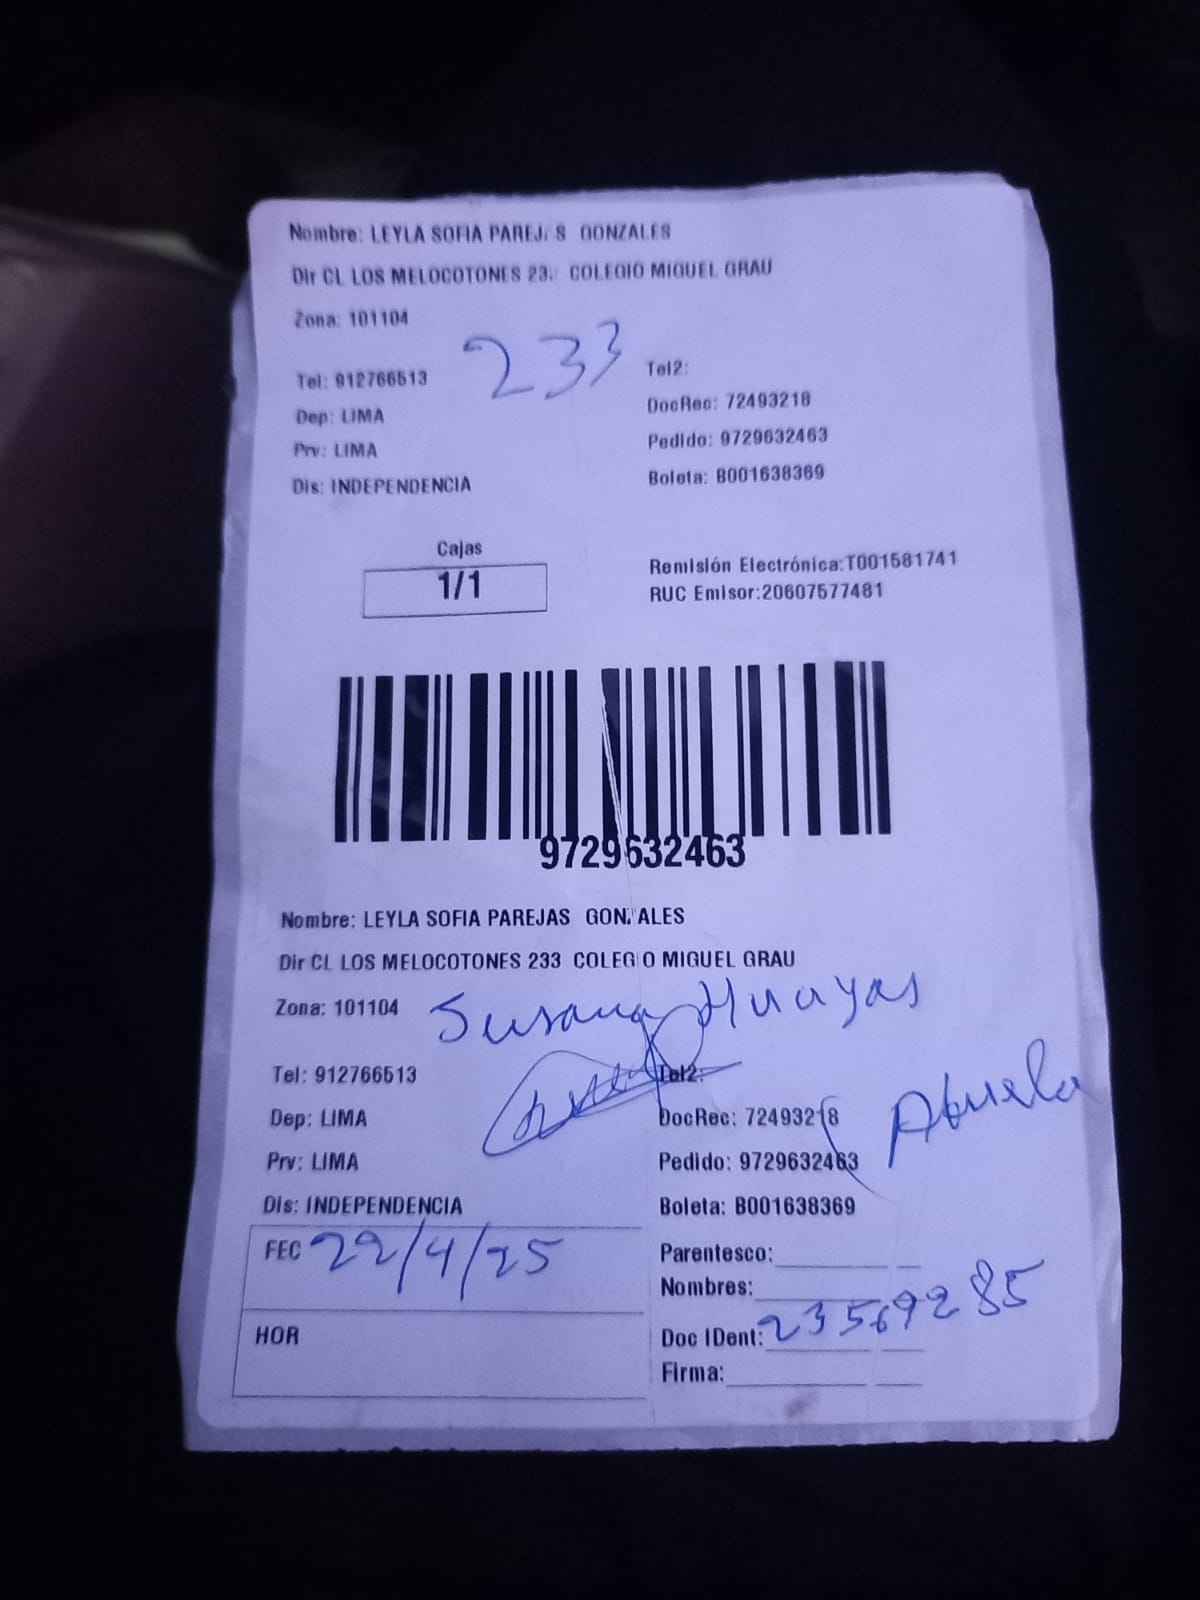 Nombre: LEYLA SOFIA PAREJAS GONZALES
Dir CL LOS MELOCOTONES 23. COLEGIO MIGUEL GRAU
Zona: 101104
233
Tel: 912766513
Tel2:
Dep: LIMA
DocRec: 72493218
Prv: LIMA
Pedido: 9729632463
Dis: INDEPENDENCIA
Boleta: B001638369
Cajas
1/1
Remisión Electrónica:T001581741
RUC Emisor:20607577481
9729632463
Nombre: LEYLA SOFIA PAREJAS GONZALES
Dir CL LOS MELOCOTONES 233 COLEGIO MIGUEL GRAU
Zona: 101104
Susana Huayas
Tel: 912766513
Tel2:
Abuela
Dep: LIMA
DocRec: 72493218
Prv: LIMA
Pedido: 9729632463
Dis: INDEPENDENCIA
Boleta: B001638369
FEC 22/4/25
Parentesco:
Nombres:
HOR
Doc IDent: 23569285
Firma: